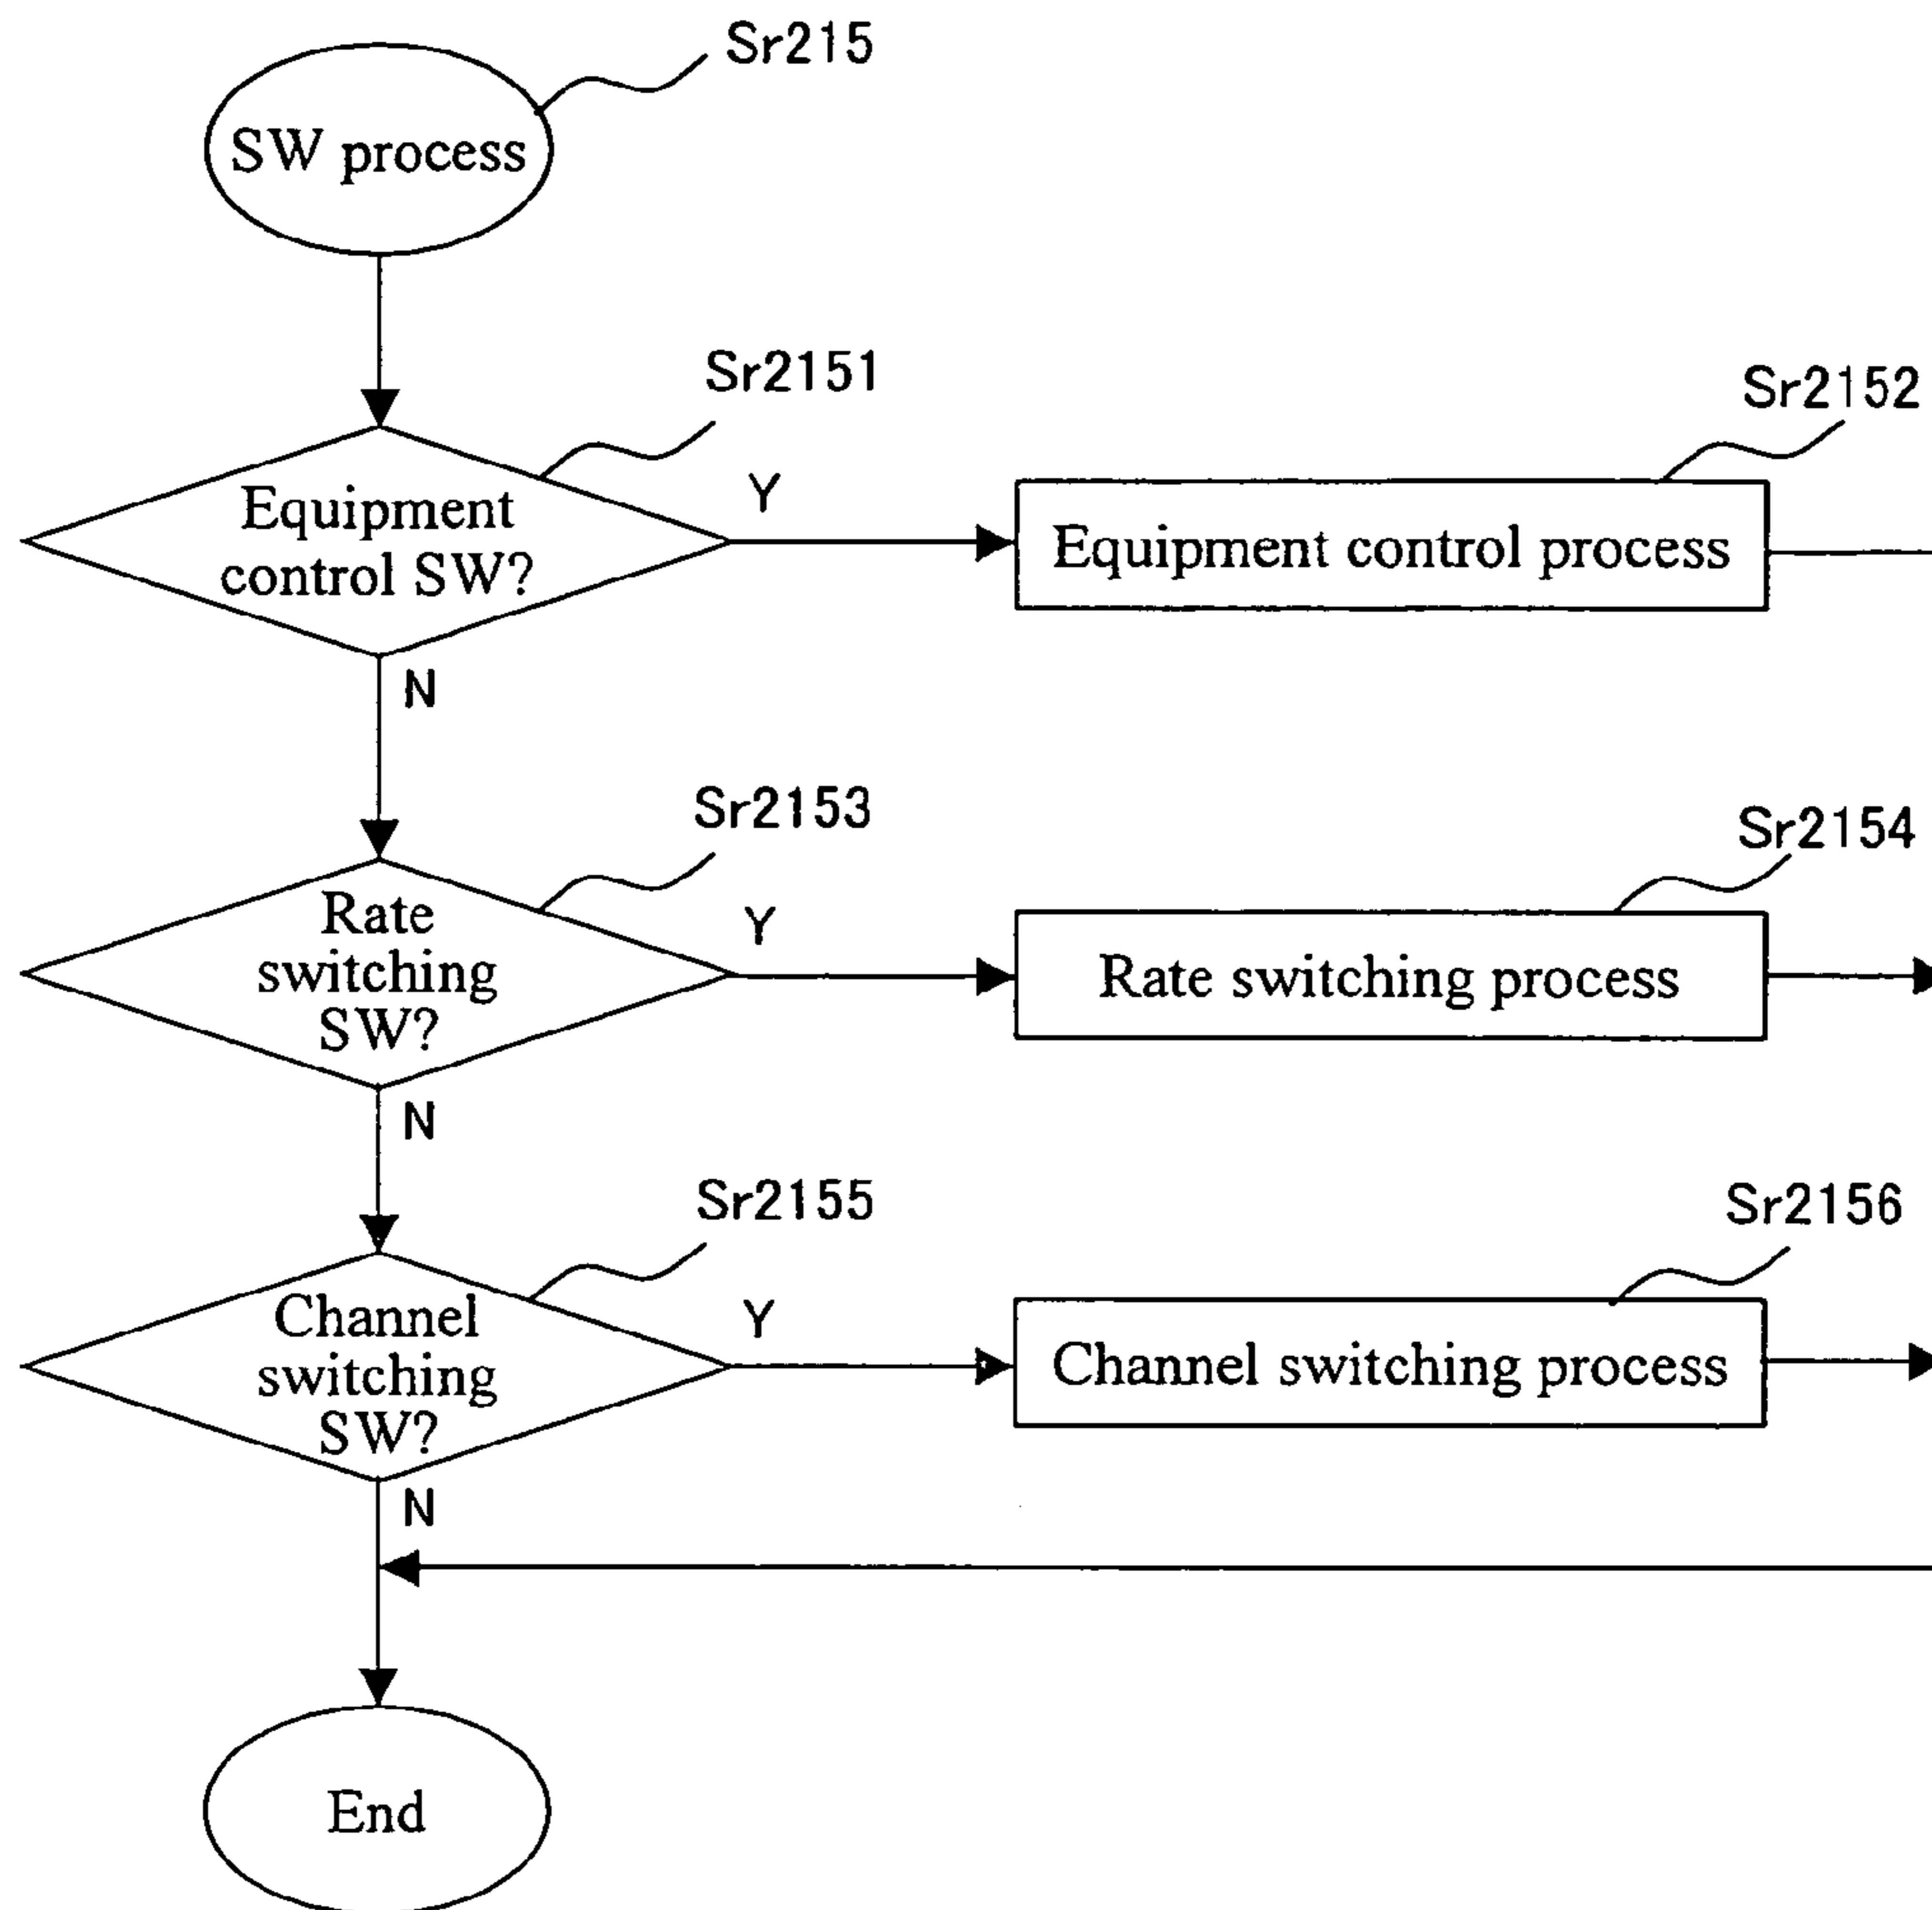 Sr215
SW process
Sr2151
Sr2152
Equipment
control SW?
Y
Equipment control process
N
Sr2153
Sr2154
Rate
switching
SW?
Y
Rate switching process
N
Sr2155
Sr2156
Channel
switching
SW?
Y
Channel switching process
N
End